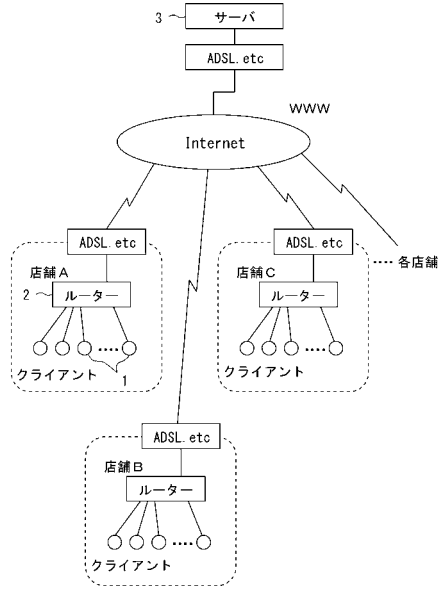 3 サーバ
ADSL.etc
WWW
Internet
ADSL.etc
ADSL.etc
‥‥ 各店舗
店舗A
店舗C
2 ルーター
ルーター
‥‥
‥‥
クライアント 1
クライアント
ADSL.etc
店舗B
ルーター
‥‥
クライアント